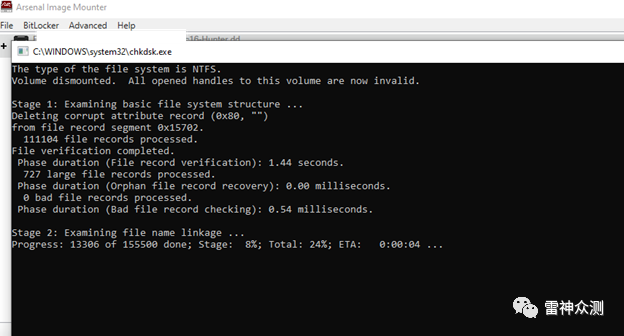 Arsenal Image Mounter
File BitLocker Advanced Help
16-Hunter.dd
C:\WINDOWS\system32\chkdsk.exe
The type of the file system is NTFS.
Volume dismounted.  All opened handles to this volume are now invalid.
Stage 1: Examining basic file system structure ...
Deleting corrupt attribute record (0x80, "")
from file record segment 0x15702.
111104 file records processed.
File verification completed.
Phase duration (File record verification): 1.44 seconds.
727 large file records processed.
Phase duration (Orphan file record recovery): 0.00 milliseconds.
0 bad file records processed.
Phase duration (Bad file record checking): 0.54 milliseconds.
Stage 2: Examining file name linkage ...
Progress: 13306 of 155500 done; Stage:  8%; Total: 24%; ETA:   0:00:04 ...
雷神众测